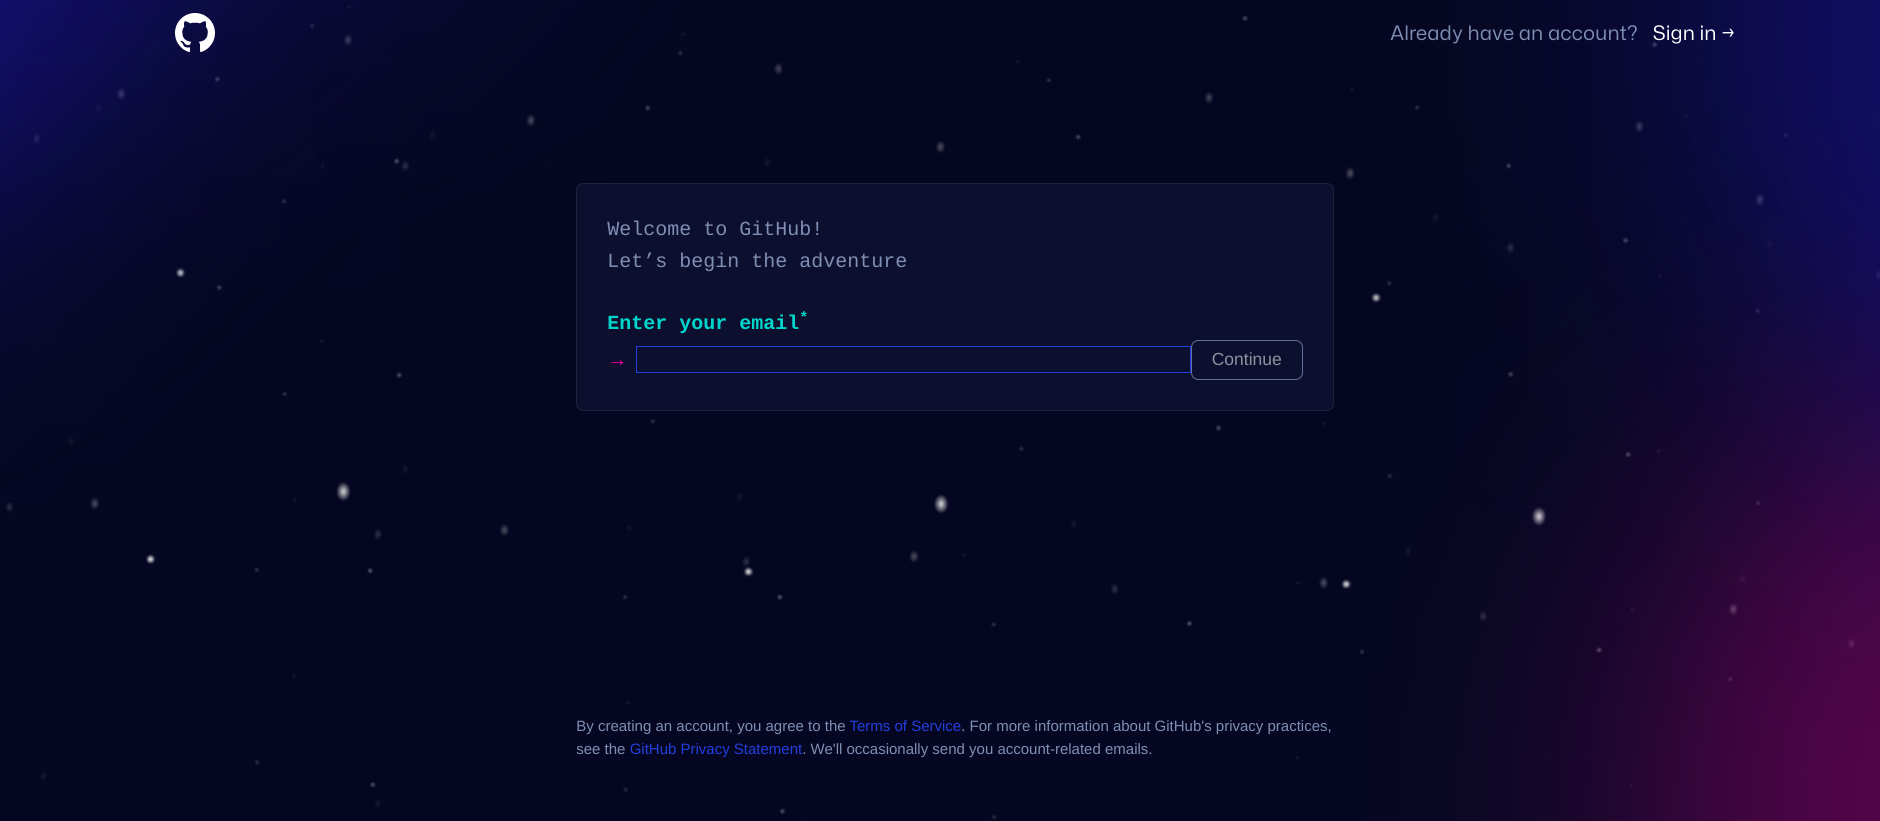 Already have an account? Sign in →
Welcome to GitHub!
Let’s begin the adventure
Enter your email*
→
Continue
By creating an account, you agree to the Terms of Service. For more information about GitHub's privacy practices,
see the GitHub Privacy Statement. We'll occasionally send you account-related emails.